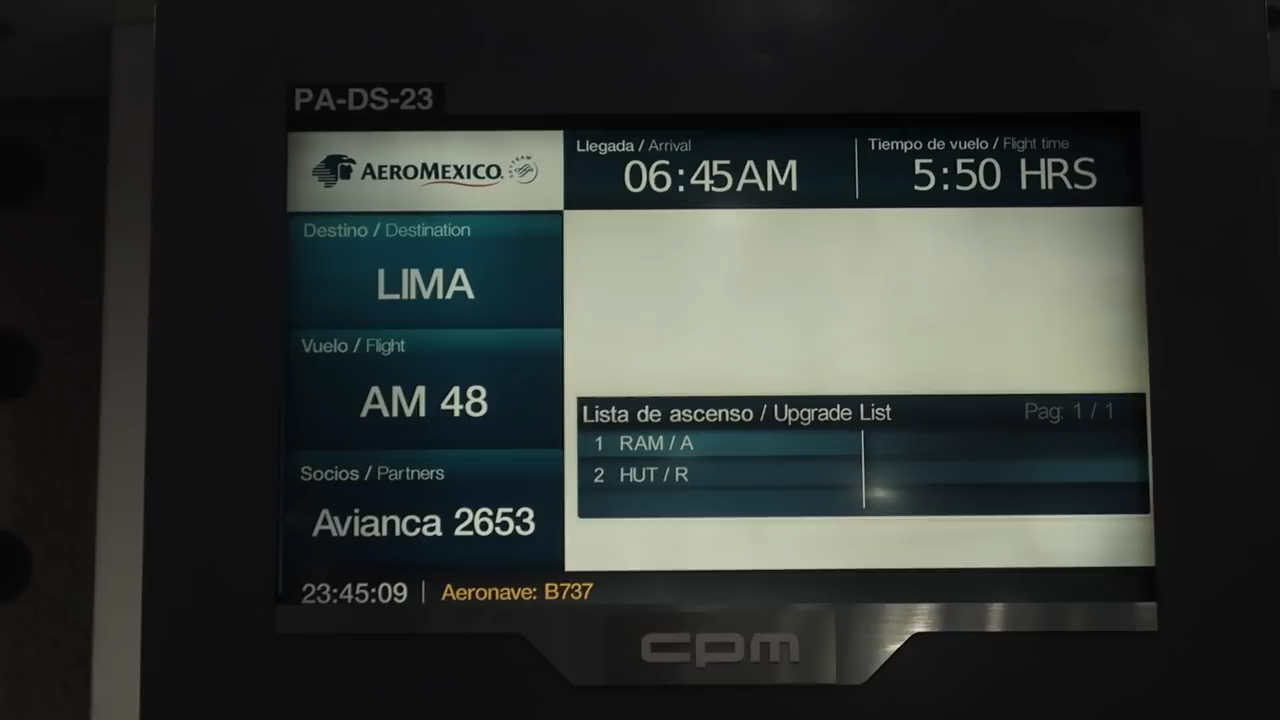 PA-DS-23
AEROMEXICO.
Llegada / Arrival
06:45AM
Tiempo de vuelo / Flight time
5:50 HRS
Destino / Destination
LIMA
Vuelo / Flight
AM 48
Socios / Partners
Avianca 2653
Lista de ascenso / Upgrade List
Pag: 1 / 1
1 RAM / A
2 HUT / R
23:45:09 | Aeronave: B737
cpm